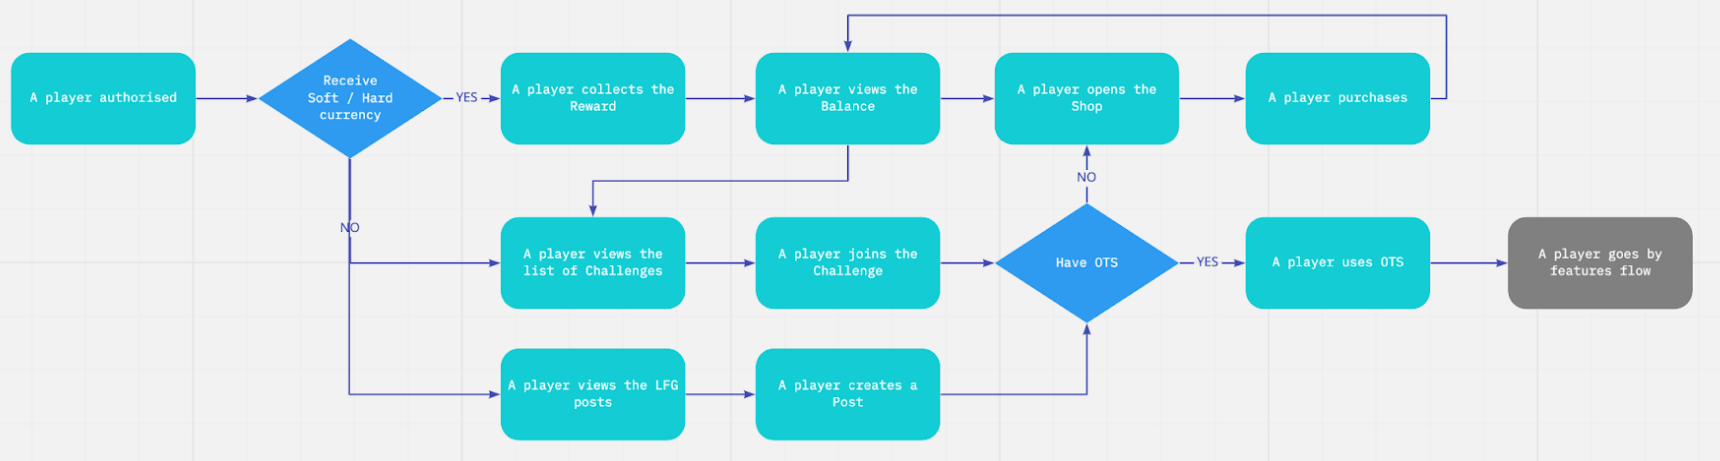 A player authorised
Receive
Soft / Hard
currency
YES
A player collects the
Reward
A player views the
Balance
A player opens the
Shop
A player purchases
NO
NO
A player views the
list of Challenges
A player joins the
Challenge
Have OTS
YES
A player uses OTS
A player goes by
features flow
A player views the LFG
posts
A player creates a
Post